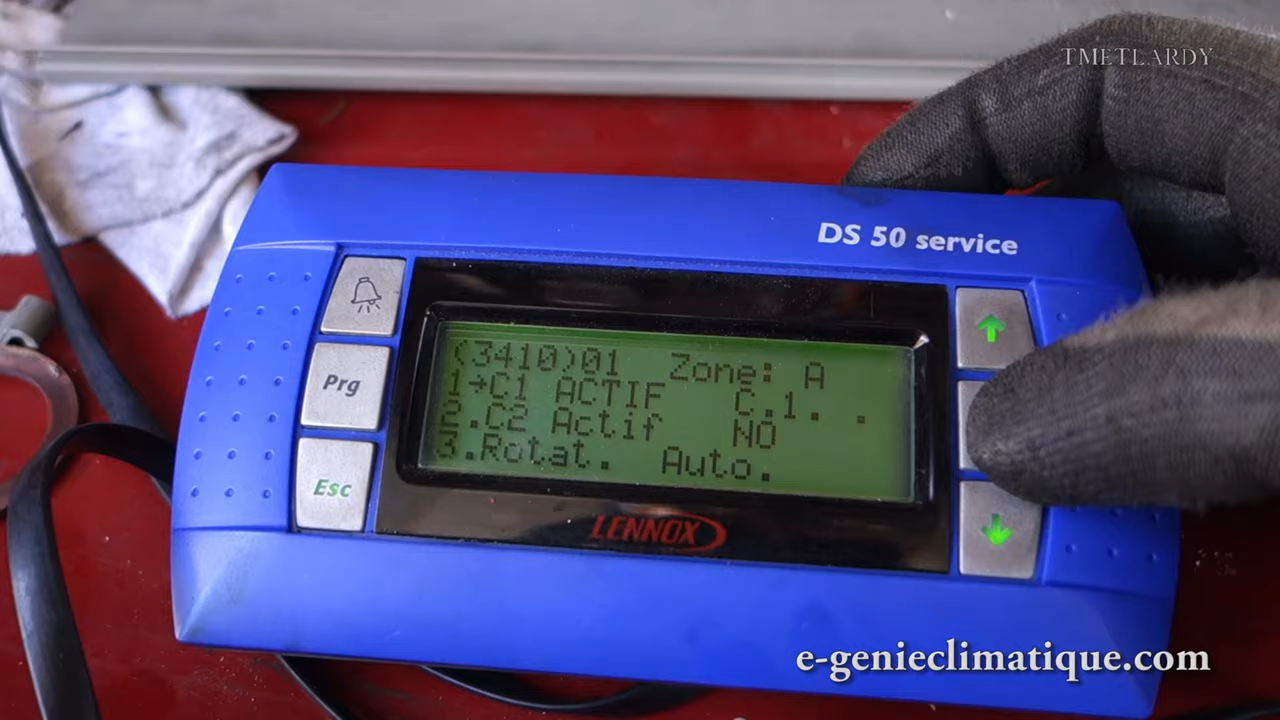 TMETLARDY
DS 50 service
Prg
Esc
(3410)01 Zone: A
1→C1 ACTIF C.1. .
2.C2 Actif NO
3.Rotat. Auto.
LENNOX
e-genieclimatique.com